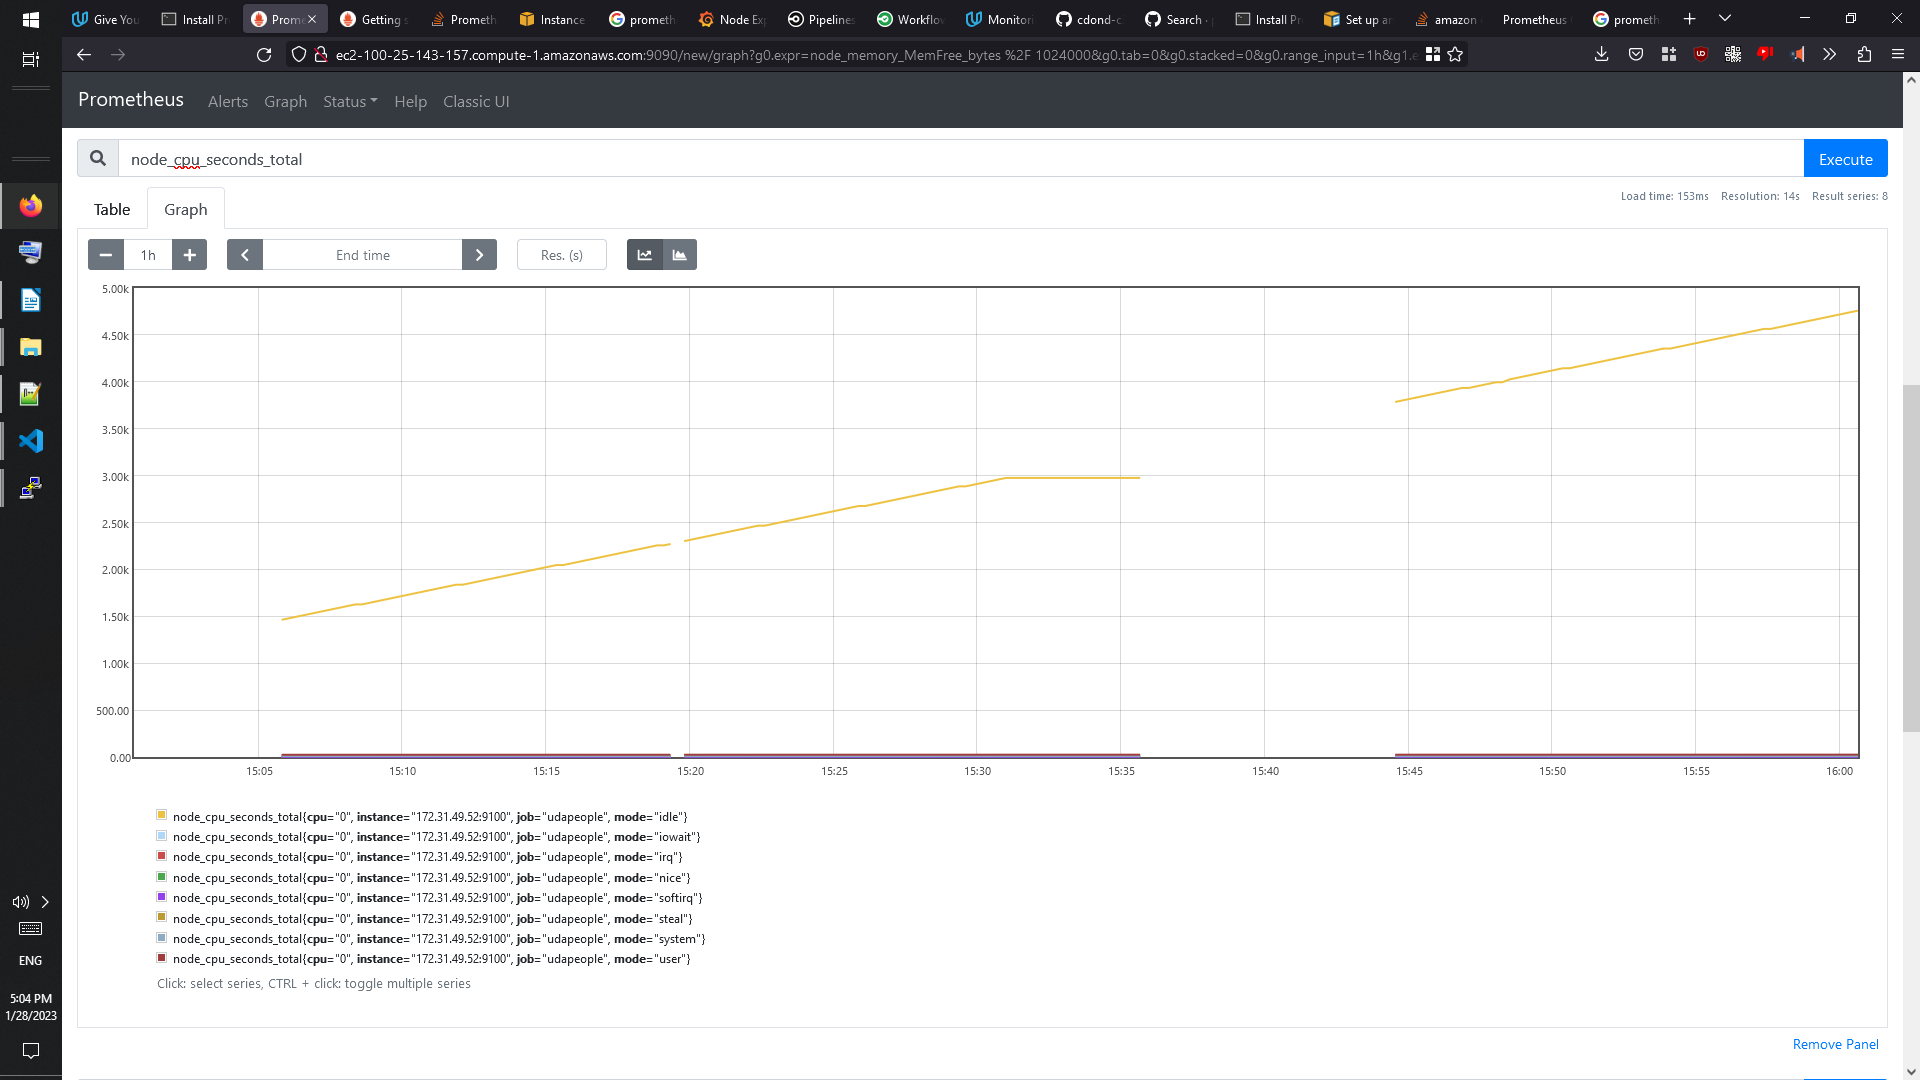 Give You
Install Pr
Prome
Getting s
Prometh
Instance
prometh
Node Exp
Pipelines
Workflov
Monitori
cdond-c
Search ·
Install Pr
Set up an
amazon
Prometheus
prometh
ec2-100-25-143-157.compute-1.amazonaws.com:9090/new/graph?g0.expr=node_memory_MemFree_bytes %2F 1024000&g0.tab=0&g0.stacked=0&g0.range_input=1h&g1.e
Prometheus Alerts Graph Status Help Classic UI
node_cpu_seconds_total Execute
Table Graph
Load time: 153ms Resolution: 14s Result series: 8
1h End time Res. (s)
5.00k
4.50k
4.00k
3.50k
3.00k
2.50k
2.00k
1.50k
1.00k
500.00
0.00
15:05 15:10 15:15 15:20 15:25 15:30 15:35 15:40 15:45 15:50 15:55 16:00
node_cpu_seconds_total{cpu="0", instance="172.31.49.52:9100", job="udapeople", mode="idle"}
node_cpu_seconds_total{cpu="0", instance="172.31.49.52:9100", job="udapeople", mode="iowait"}
node_cpu_seconds_total{cpu="0", instance="172.31.49.52:9100", job="udapeople", mode="irq"}
node_cpu_seconds_total{cpu="0", instance="172.31.49.52:9100", job="udapeople", mode="nice"}
node_cpu_seconds_total{cpu="0", instance="172.31.49.52:9100", job="udapeople", mode="softirq"}
node_cpu_seconds_total{cpu="0", instance="172.31.49.52:9100", job="udapeople", mode="steal"}
node_cpu_seconds_total{cpu="0", instance="172.31.49.52:9100", job="udapeople", mode="system"}
node_cpu_seconds_total{cpu="0", instance="172.31.49.52:9100", job="udapeople", mode="user"}
Click: select series, CTRL + click: toggle multiple series
Remove Panel
ENG
5:04 PM
1/28/2023